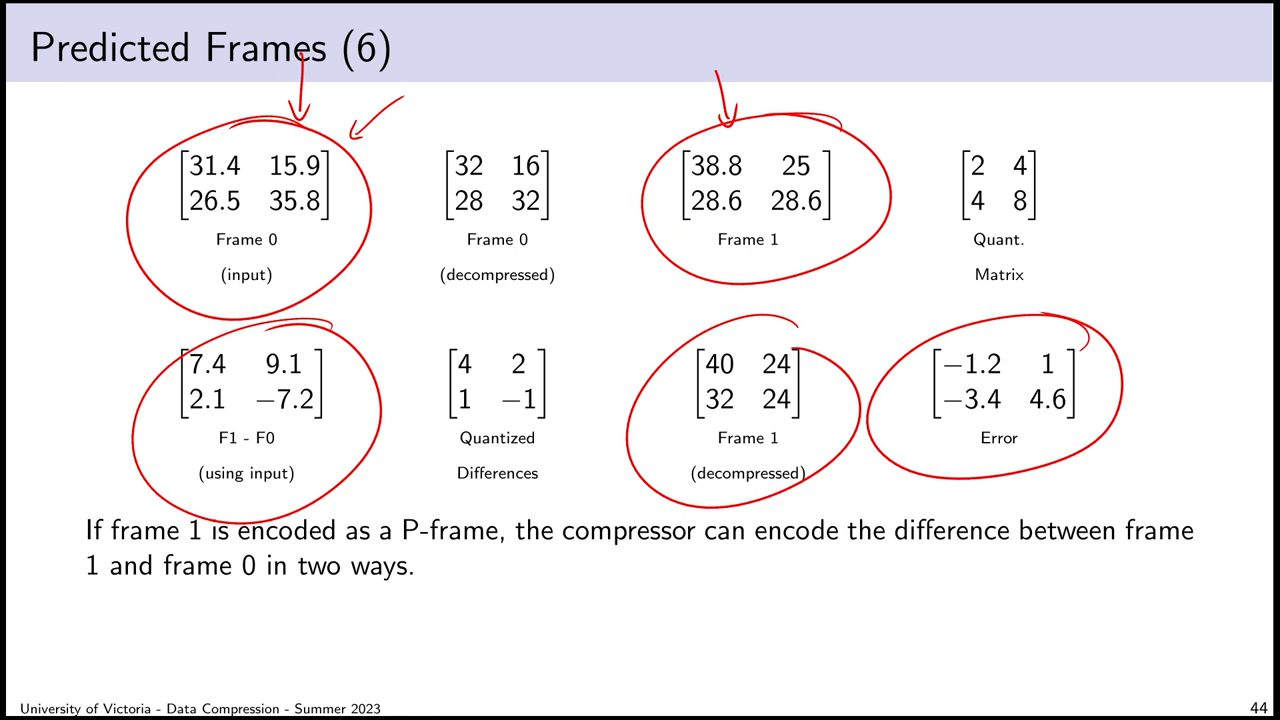 Predicted Frames (6)
31.4 15.9 32 16 38.8 25 2 4
26.5 35.8 28 32 28.6 28.6 4 8
Frame 0 Frame 0 Frame 1 Quant.
(input) (decompressed) Matrix
7.4 9.1 4 2 40 24 −1.2 1
2.1 −7.2 1 −1 32 24 −3.4 4.6
F1 - F0 Quantized Frame 1 Error
(using input) Differences (decompressed)
If frame 1 is encoded as a P-frame, the compressor can encode the difference between frame
1 and frame 0 in two ways.
University of Victoria - Data Compression - Summer 2023 44